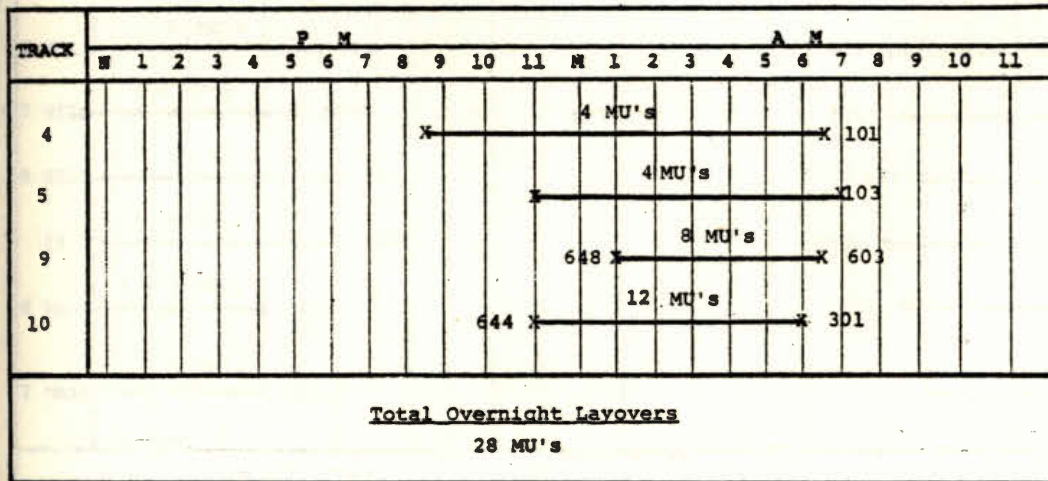 P M A M
TRACK
N 1 2 3 4 5 6 7 8 9 10 11 M 1 2 3 4 5 6 7 8 9 10 11
4 MU's
4 X X 101
4 MU's
5 X X 103
8 MU's
9 648 X X 603
12 MU's
10 644 X X 301
Total Overnight Layovers
28 MU's